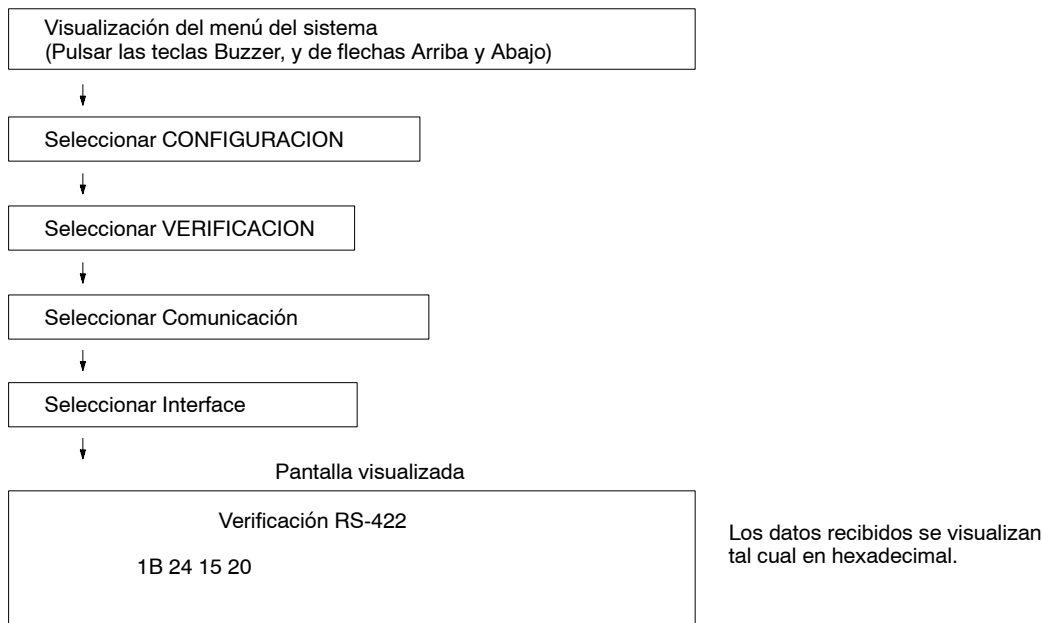 Visualización del menú del sistema
(Pulsar las teclas Buzzer, y de flechas Arriba y Abajo)
Seleccionar CONFIGURACION
Seleccionar VERIFICACION
Seleccionar Comunicación
Seleccionar Interface
Pantalla visualizada
Verificación RS-422
1B 24 15 20
Los datos recibidos se visualizan
tal cual en hexadecimal.